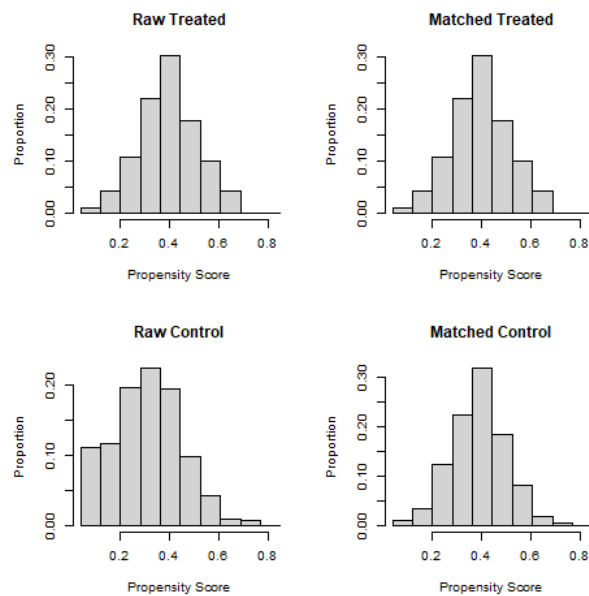 Raw Treated
Proportion
0.00 0.10 0.20 0.30
0.2 0.4 0.6 0.8
Propensity Score
Matched Treated
Proportion
0.00 0.10 0.20 0.30
0.2 0.4 0.6 0.8
Propensity Score
Raw Control
Proportion
0.00 0.10 0.20
0.2 0.4 0.6 0.8
Propensity Score
Matched Control
Proportion
0.00 0.10 0.20 0.30
0.2 0.4 0.6 0.8
Propensity Score